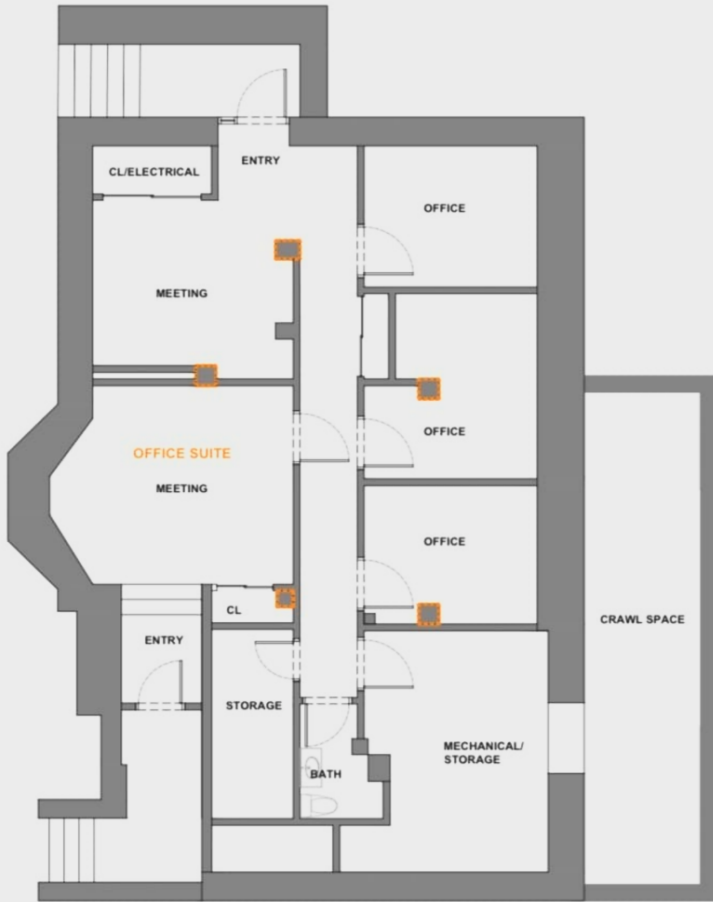 CL/ELECTRICAL
ENTRY
OFFICE
MEETING
OFFICE SUITE
MEETING
OFFICE
OFFICE
CL
ENTRY
CRAWL SPACE
STORAGE
MECHANICAL/
STORAGE
BATH